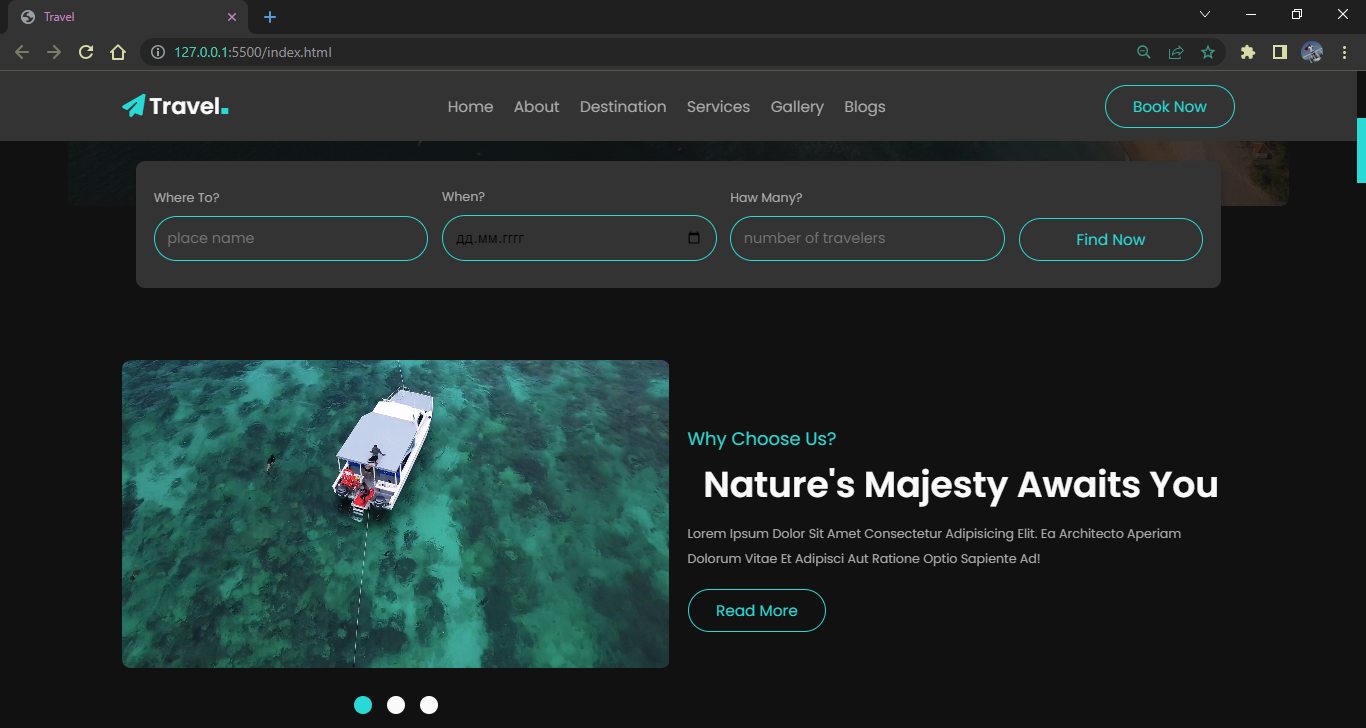 Travel
127.0.0.1:5500/index.html
Travel.
Home About Destination Services Gallery Blogs
Book Now
Where To? When? Haw Many?
place name дд.мм.гггг number of travelers Find Now
Why Choose Us?
Nature's Majesty Awaits You
Lorem Ipsum Dolor Sit Amet Consectetur Adipisicing Elit. Ea Architecto Aperiam
Dolorum Vitae Et Adipisci Aut Ratione Optio Sapiente Ad!
Read More